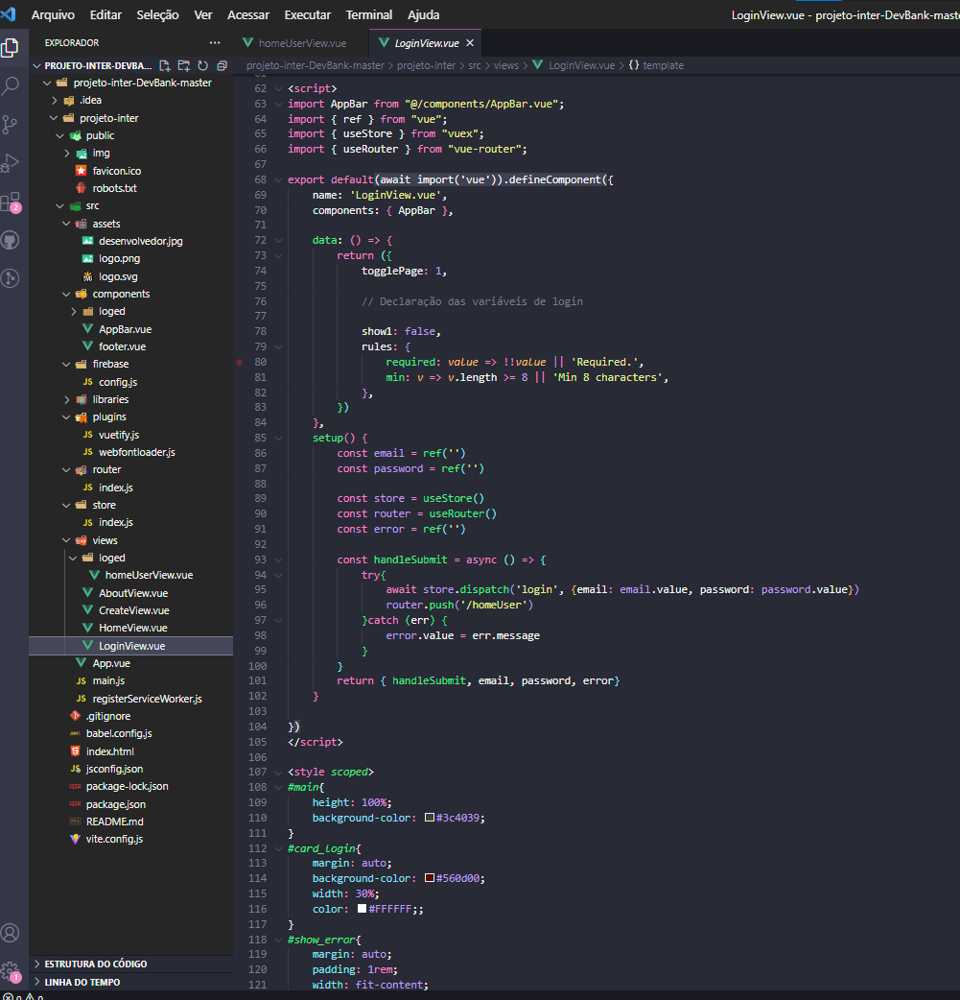 Arquivo Editar Seleção Ver Acessar Executar Terminal Ajuda
LoginView.vue - projeto-inter-DevBank-maste
EXPLORADOR ...
homeUserView.vue
LoginView.vue
PROJETO-INTER-DEVBA...
projeto-inter-DevBank-master > projeto-inter > src > views > LoginView.vue > {} template
projeto-inter-DevBank-master
.idea
projeto-inter
public
img
favicon.ico
robots.txt
src
assets
desenvolvedor.jpg
logo.png
logo.svg
components
loged
AppBar.vue
footer.vue
firebase
JS config.js
libraries
plugins
JS vuetify.js
JS webfontloader.js
router
JS index.js
store
JS index.js
views
loged
homeUserView.vue
AboutView.vue
CreateView.vue
HomeView.vue
LoginView.vue
App.vue
JS main.js
JS registerServiceWorker.js
.gitignore
babel.config.js
index.html
JS jsconfig.json
package-lock.json
package.json
README.md
vite.config.js
ESTRUTURA DO CÓDIGO
LINHA DO TEMPO
2
1
0 0
62 <script>
63 import AppBar from "@/components/AppBar.vue";
64 import { ref } from "vue";
65 import { useStore } from "vuex";
66 import { useRouter } from "vue-router";
67
68 export default(await import('vue')).defineComponent({
69 name: 'LoginView.vue',
70 components: { AppBar },
71
72 data: () => {
73 return ({
74 togglePage: 1,
75
76 // Declaração das variáveis de login
77
78 show1: false,
79 rules: {
80 required: value => !!value || 'Required.',
81 min: v => v.length >= 8 || 'Min 8 characters',
82 },
83 })
84 },
85 setup() {
86 const email = ref('')
87 const password = ref('')
88
89 const store = useStore()
90 const router = useRouter()
91 const error = ref('')
92
93 const handleSubmit = async () => {
94 try{
95 await store.dispatch('login', {email: email.value, password: password.value})
96 router.push('/homeUser')
97 }catch (err) {
98 error.value = err.message
99 }
100 }
101 return { handleSubmit, email, password, error}
102 }
103
104 })
105 </script>
106
107 <style scoped>
108 #main{
109 height: 100%;
110 background-color: #3c4039;
111 }
112 #card_login{
113 margin: auto;
114 background-color: #560d00;
115 width: 30%;
116 color: #FFFFFF;;
117 }
118 #show_error{
119 margin: auto;
120 padding: 1rem;
121 width: fit-content;